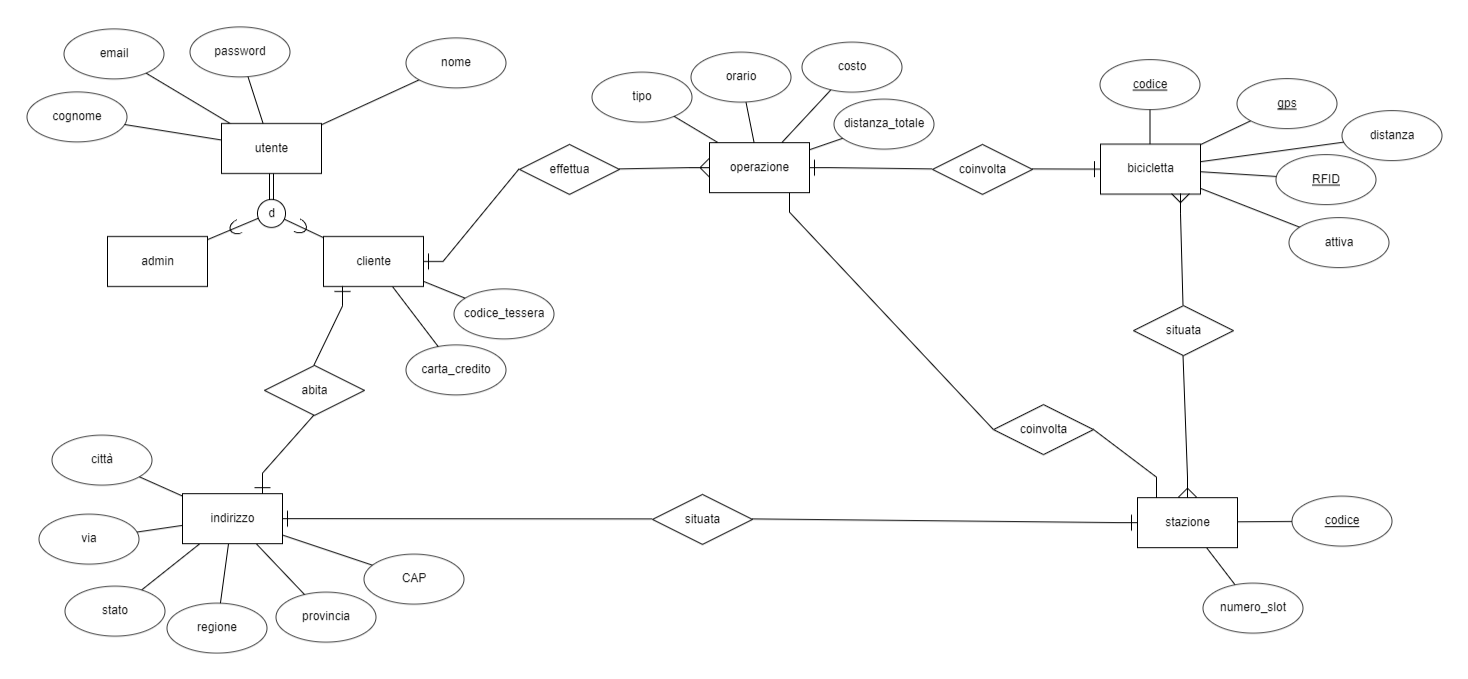 email
password
nome
cognome
utente
d
admin
cliente
codice_tessera
carta_credito
effettua
tipo
orario
costo
distanza_totale
operazione
coinvolta
codice
gps
distanza
RFID
attiva
bicicletta
situata
abita
coinvolta
città
via
stato
regione
provincia
CAP
indirizzo
situata
stazione
codice
numero_slot